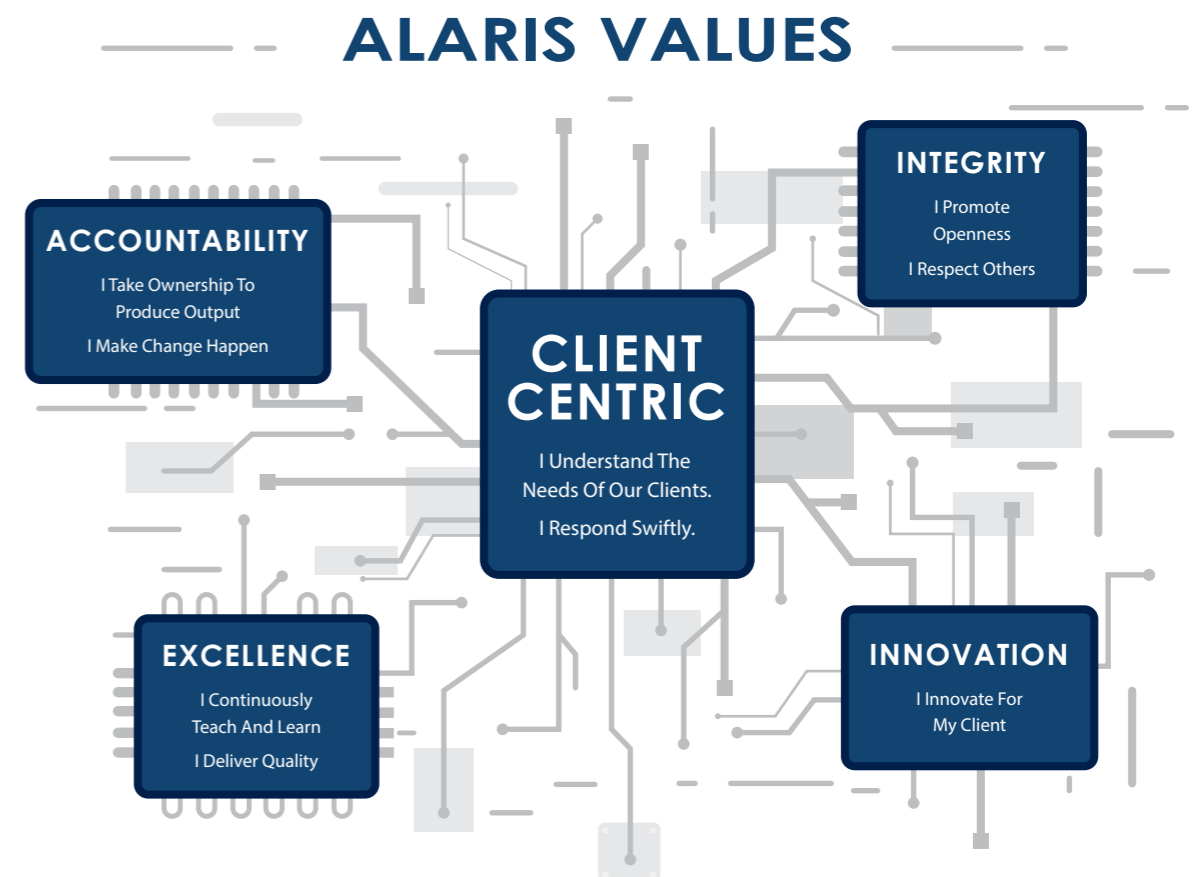 ALARIS VALUES
ACCOUNTABILITY
I Take Ownership To
Produce Output
I Make Change Happen
INTEGRITY
I Promote
Openness
I Respect Others
CLIENT
CENTRIC
I Understand The
Needs Of Our Clients.
I Respond Swiftly.
EXCELLENCE
I Continuously
Teach And Learn
I Deliver Quality
INNOVATION
I Innovate For
My Client